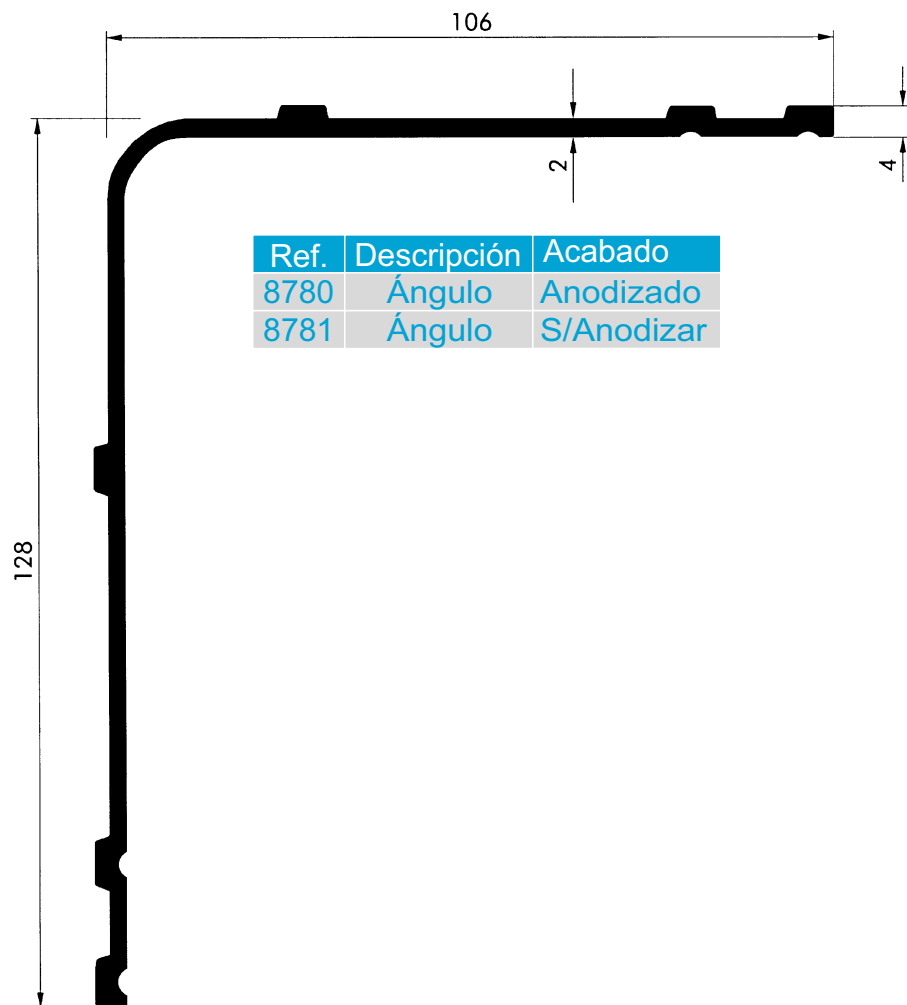 106
2
4
Ref. Descripción Acabado
8780 Ángulo Anodizado
8781 Ángulo S/Anodizar
128